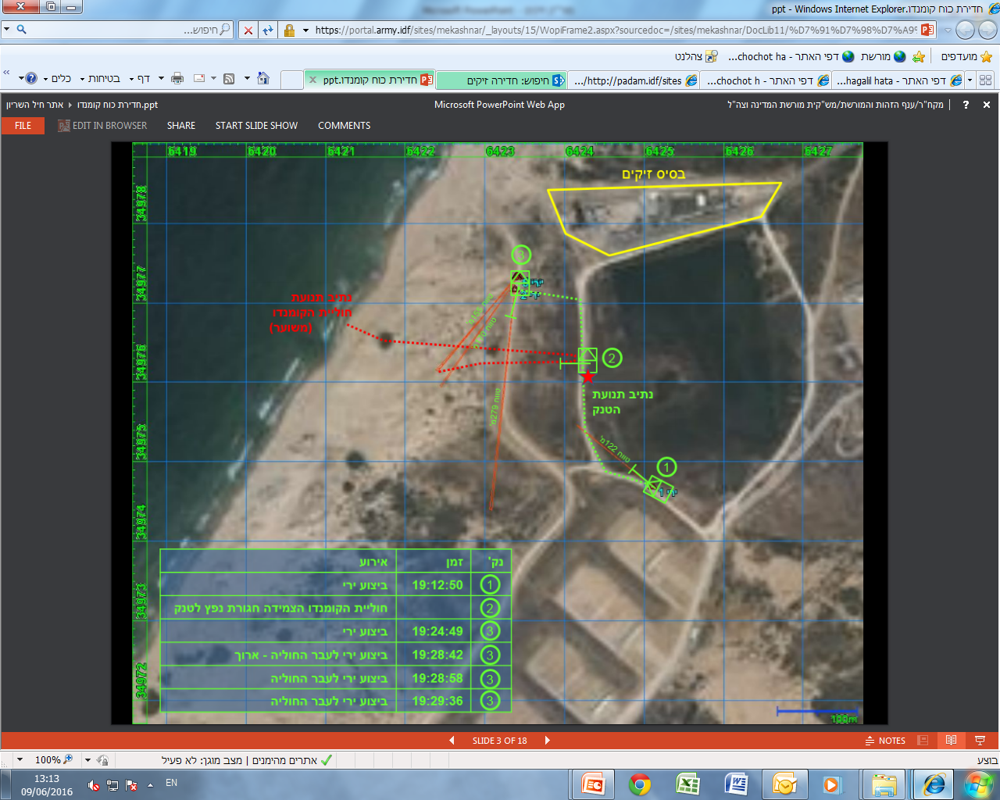 חדירת כוח קומנדו.ppt - Windows Internet Explorer
https://portal.army.idf/sites/mekashnar/_layouts/15/WopiFrame2.aspx?sourcedoc=/sites/mekashnar/DocLib11/%D7%91%D7%98%D7%A9%
חיפוש...
מועדפים
מורשת
דפי האתר - chochot ha...
צהלנט
דפי האתר - hagalil hata...
דפי האתר - chochot h...
http://padam.idf/sites/...
חיפוש: חדירה זיקים
חדירת כוח קומנדו.ppt
דף
בטיחות
כלים
אתר חיל השריון
חדירת כוח קומנדו.ppt
Microsoft PowerPoint Web App
מקח"ר/ענף הזהות והמורשת/מש"קית מורשת המדינה וצה"ל
FILE
EDIT IN BROWSER
SHARE
START SLIDE SHOW
COMMENTS
6419 6420 6421 6422 6423 6424 6425 6426 6427
34978
34977
34976
34975
34974
34973
34972
בסיס זיקים
3
נתיב תנועת
חוליית הקומנדו
(משוער)
2
נתיב תנועת
הטנק
טווח 279מ'
טווח 122מ'
1
ירי 1
נק' זמן אירוע
1 19:12:50 ביצוע ירי
2 חוליית הקומנדו הצמידה חגורת נפץ לטנק
3 19:24:49 ביצוע ירי
3 19:28:42 ביצוע ירי לעבר החוליה - ארוך
3 19:28:58 ביצוע ירי לעבר החוליה
3 19:29:36 ביצוע ירי לעבר החוליה
100m
SLIDE 3 OF 18
NOTES
בוצע
אתרים מהימנים | מצב מוגן: לא פעיל
100%
13:13
09/06/2016
EN